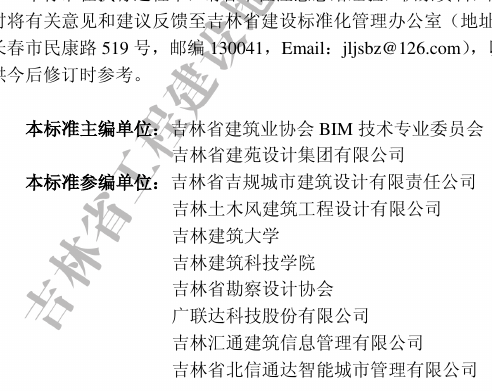 时将有关意见和建议反馈至吉林省建设标准化管理办公室（地址
长春市民康路 519 号，邮编 130041，Email：jljsbz@126.com），
供今后修订时参考。
本标准主编单位：吉林省建筑业协会 BIM 技术专业委员会
吉林省建苑设计集团有限公司
本标准参编单位：吉林省吉规城市建筑设计有限责任公司
吉林土木风建筑工程设计有限公司
吉林建筑大学
吉林建筑科技学院
吉林省勘察设计协会
广联达科技股份有限公司
吉林汇通建筑信息管理有限公司
吉林省北信通达智能城市管理有限公司
吉林省工程建设